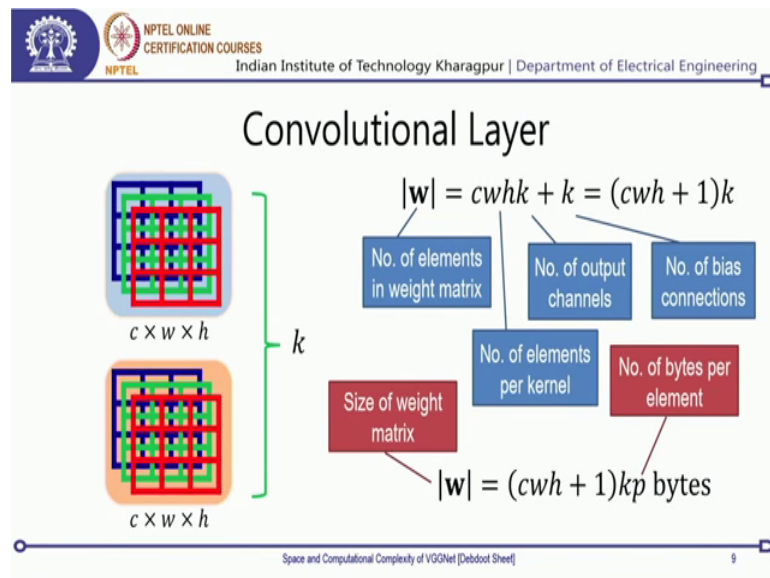 NPTEL ONLINE
CERTIFICATION COURSES
NPTEL
Indian Institute of Technology Kharagpur | Department of Electrical Engineering
Convolutional Layer
|w| = cwhk + k = (cwh + 1)k
No. of elements
in weight matrix
No. of output
channels
No. of bias
connections
c × w × h
k
No. of elements
per kernel
No. of bytes per
element
Size of weight
matrix
|w| = (cwh + 1)kp bytes
c × w × h
Space and Computational Complexity of VGGNet [Debdoot Sheet]
9